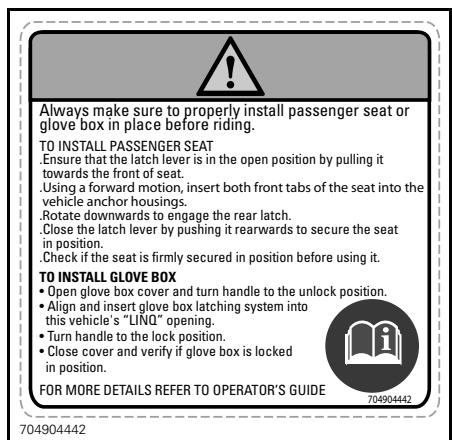 Always make sure to properly install passenger seat or
glove box in place before riding.
TO INSTALL PASSENGER SEAT
.Ensure that the latch lever is in the open position by pulling it
towards the front of seat.
.Using a forward motion, insert both front tabs of the seat into the
vehicle anchor housings.
.Rotate downwards to engage the rear latch.
.Close the latch lever by pushing it rearwards to secure the seat
in position.
.Check if the seat is firmly secured in position before using it.
TO INSTALL GLOVE BOX
• Open glove box cover and turn handle to the unlock position.
• Align and insert glove box latching system into
this vehicle's “LINQ” opening.
• Turn handle to the lock position.
• Close cover and verify if glove box is locked
in position.
FOR MORE DETAILS REFER TO OPERATOR'S GUIDE
704904442
704904442